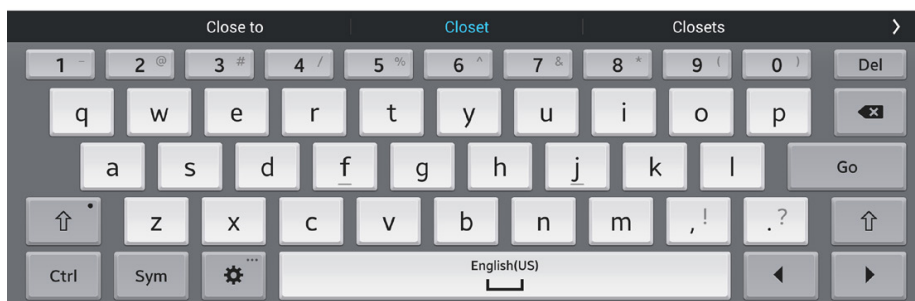 Close to Closet Closets
1 - 2 @ 3 # 4 / 5 % 6 ^ 7 & 8 * 9 ( 0 ) Del
q w e r t y u i o p
a s d f g h j k l Go
z x c v b n m , ! . ?
Ctrl Sym English(US)